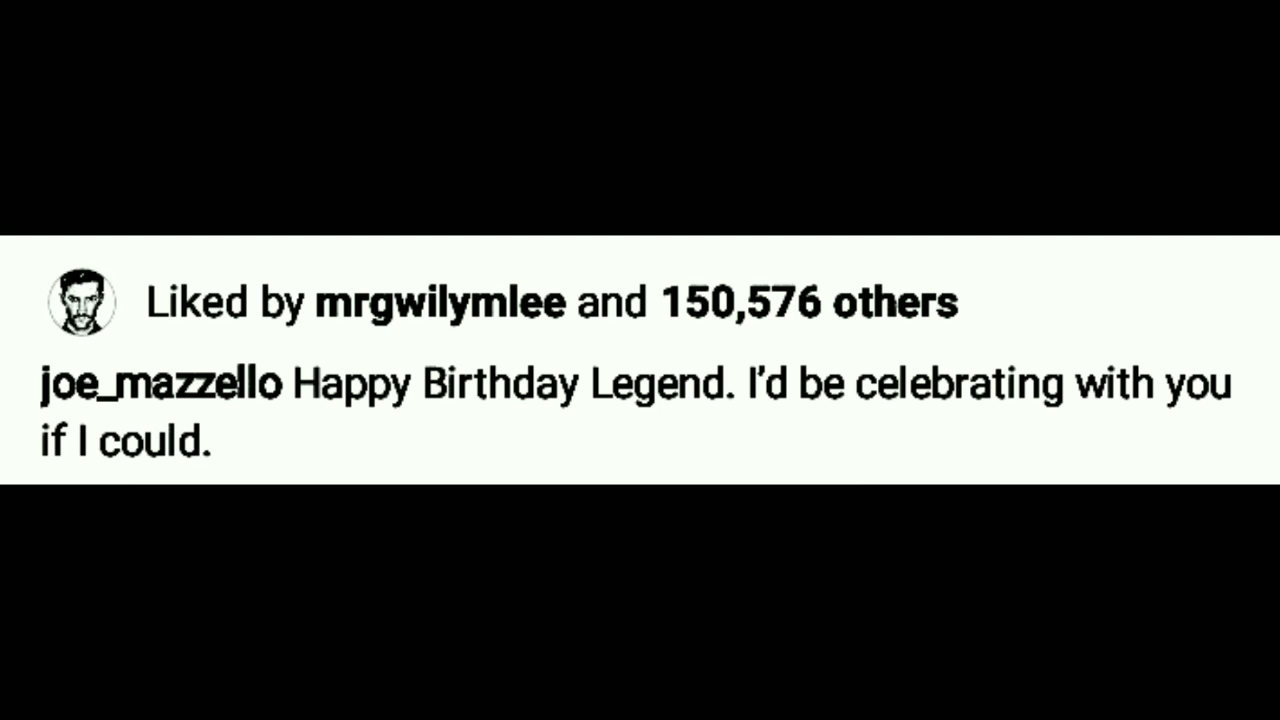 Liked by mrgwilymlee and 150,576 others
joe_mazzello Happy Birthday Legend. I'd be celebrating with you
if I could.